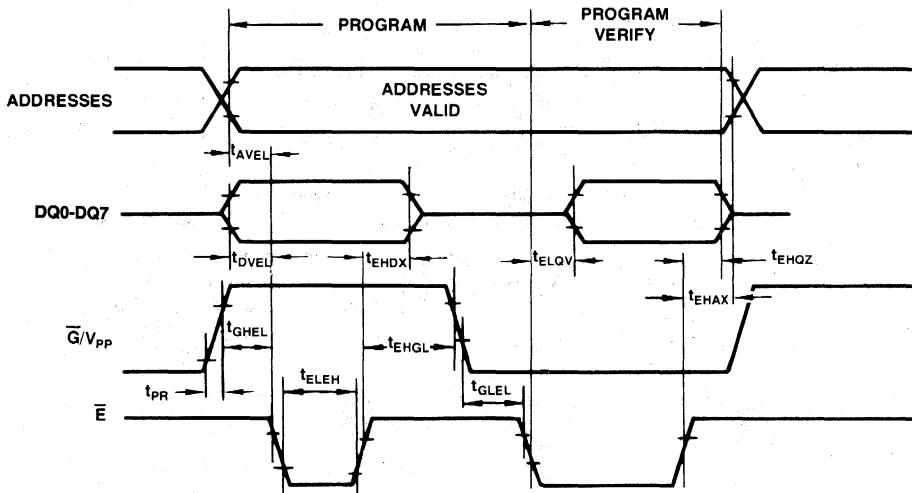 PROGRAM
PROGRAM
VERIFY
ADDRESSES
ADDRESSES
VALID
tAVEL
DQ0-DQ7
tDVEL
tEHDX
tELQV
tEHQZ
tEHAX
G/VPP
tGHEL
tEHGL
tPR
tELEH
tGLEL
E